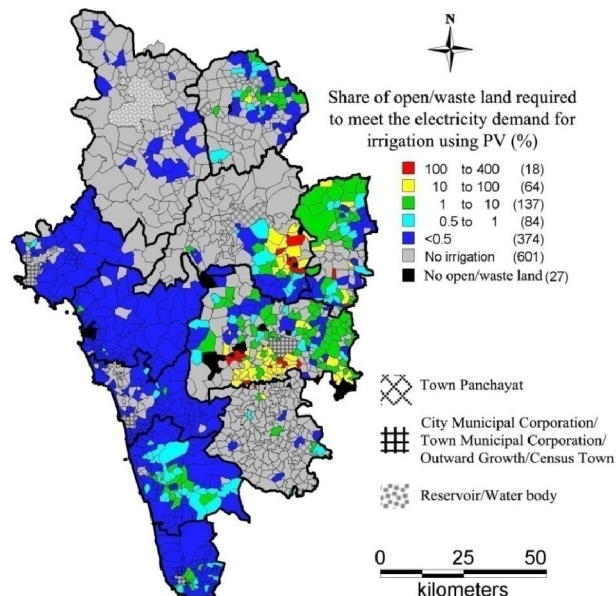 N
Share of open/waste land required
to meet the electricity demand for
irrigation using PV (%)
100 to 400 (18)
10 to 100 (64)
1 to 10 (137)
0.5 to 1 (84)
<0.5 (374)
No irrigation (601)
No open/waste land (27)
Town Panchayat
City Municipal Corporation/
Town Municipal Corporation/
Outward Growth/Census Town
Reservoir/Water body
0 25 50
kilometers